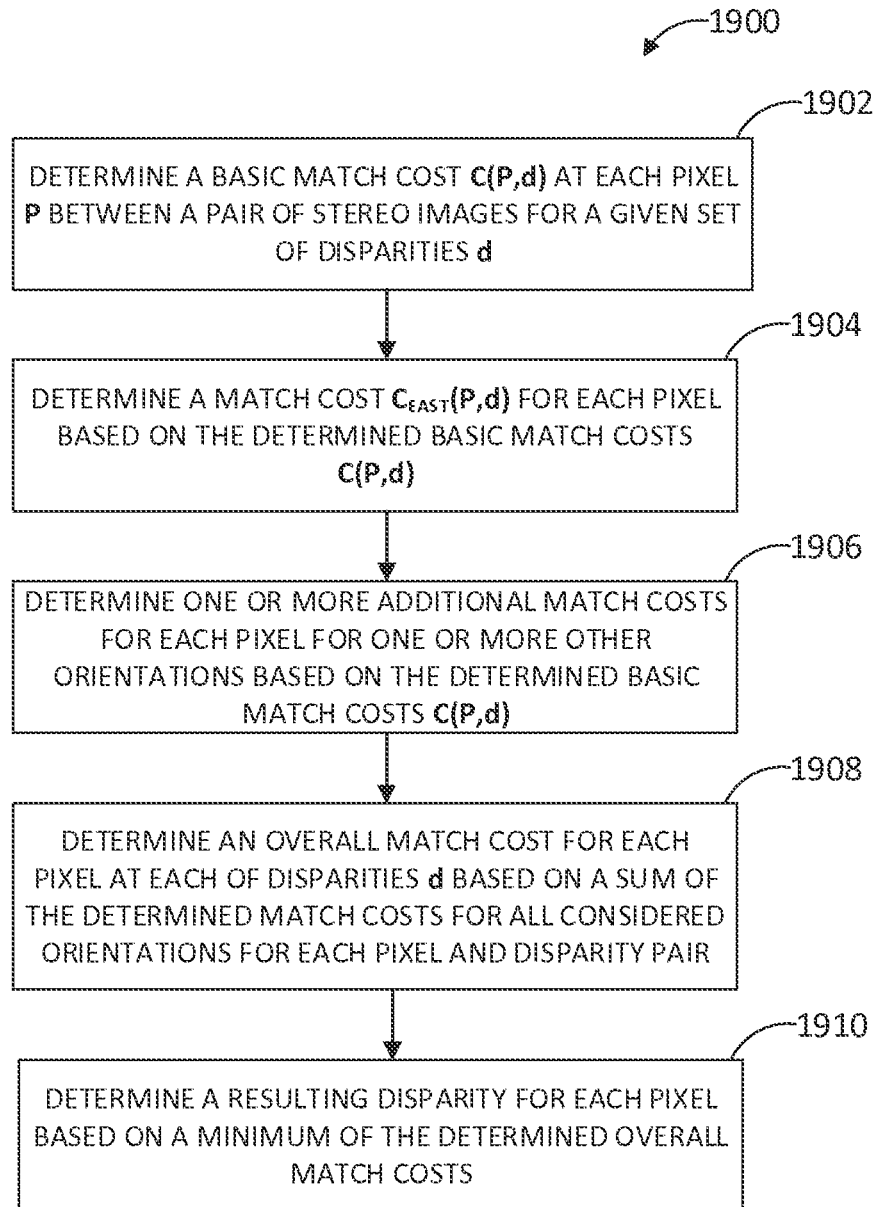 1900
1902
DETERMINE A BASIC MATCH COST C(P,d) AT EACH PIXEL
P BETWEEN A PAIR OF STEREO IMAGES FOR A GIVEN SET
OF DISPARITIES d
1904
DETERMINE A MATCH COST C_EAST(P,d) FOR EACH PIXEL
BASED ON THE DETERMINED BASIC MATCH COSTS
C(P,d)
1906
DETERMINE ONE OR MORE ADDITIONAL MATCH COSTS
FOR EACH PIXEL FOR ONE OR MORE OTHER
ORIENTATIONS BASED ON THE DETERMINED BASIC
MATCH COSTS C(P,d)
1908
DETERMINE AN OVERALL MATCH COST FOR EACH
PIXEL AT EACH OF DISPARITIES d BASED ON A SUM OF
THE DETERMINED MATCH COSTS FOR ALL CONSIDERED
ORIENTATIONS FOR EACH PIXEL AND DISPARITY PAIR
1910
DETERMINE A RESULTING DISPARITY FOR EACH PIXEL
BASED ON A MINIMUM OF THE DETERMINED OVERALL
MATCH COSTS